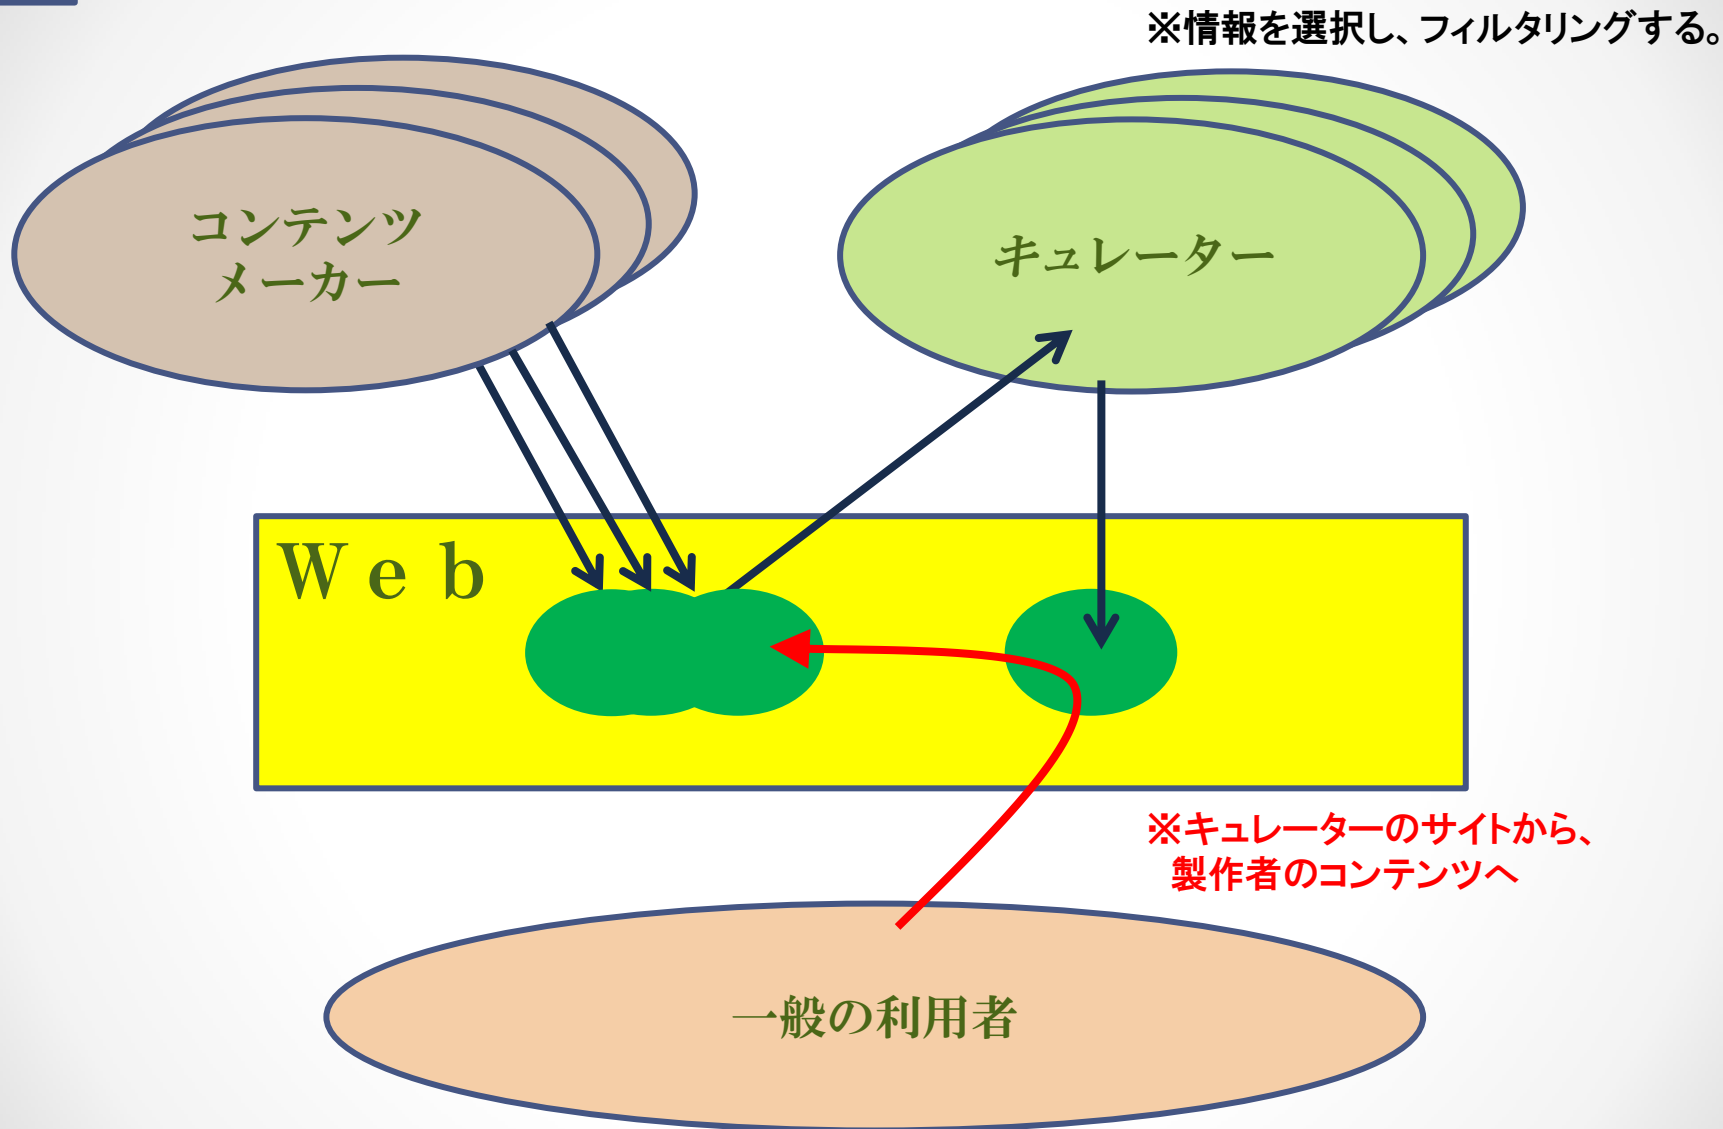 ※情報を選択し、フィルタリングする。
コンテンツ
メーカー
キュレーター
Ｗｅｂ
※キュレーターのサイトから、
製作者のコンテンツへ
一般の利用者